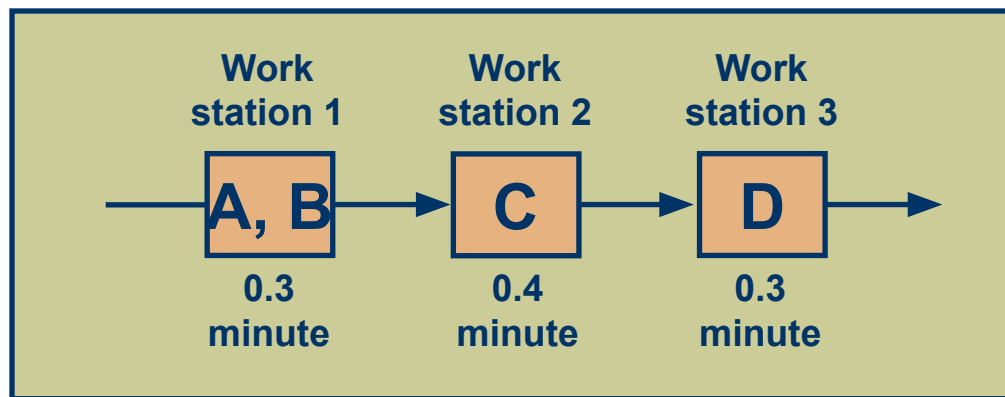 Work
station 1
Work
station 2
Work
station 3
A, B
C
D
0.3
minute
0.4
minute
0.3
minute